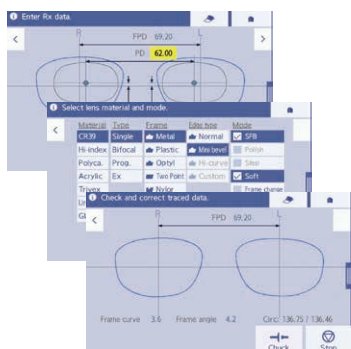 Enter Rx data.
R L
FPD 69.20
PD 62.00
Select lens material and mode.
Material Type Frame Edge type Mode
CR39 Single Metal Normal SFB
Hi-index Bifocal Plastic Mini bevel Polish
Polyca. Prog. Optyl Hi-curve Step
Acrylic Ex Two Point Custom Soft
Trivex Nylor Frame change
Check and correct traced data.
R L
FPD 69.20
Frame curve 3.6 Frame angle 4.2 Circ. 136.75 / 136.46
Chuck Stop